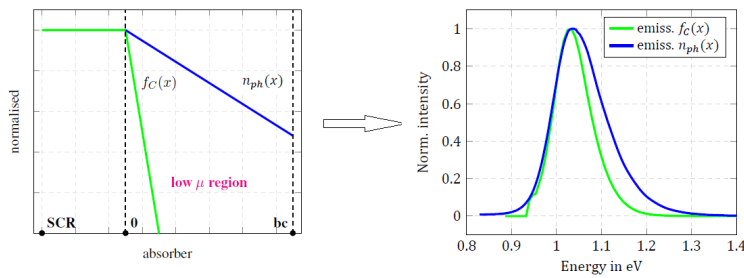 normalised
f_C(x)
n_ph(x)
low μ region
SCR
0
bc
absorber
Norm. intensity
1
0.8
0.6
0.4
0.2
0
emiss. f_C(x)
emiss. n_ph(x)
0.8 0.9 1 1.1 1.2 1.3 1.4
Energy in eV